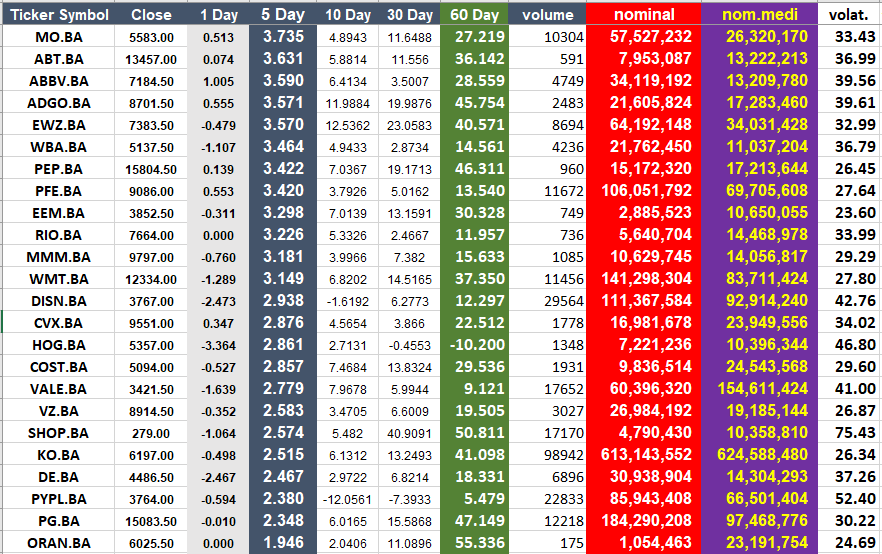 Ticker Symbol Close 1 Day 5 Day 10 Day 30 Day 60 Day volume nominal nom.medi volat.
MO.BA 5583.00 0.513 3.735 4.8943 11.6488 27.219 10304 57,527,232 26,320,170 33.43
ABT.BA 13457.00 0.074 3.631 5.8814 11.556 36.142 591 7,953,087 13,222,213 36.99
ABBV.BA 7184.50 1.005 3.590 6.4134 3.5007 28.559 4749 34,119,192 13,209,780 39.56
ADGO.BA 8701.50 0.555 3.571 11.9884 19.9876 45.754 2483 21,605,824 17,283,460 39.61
EWZ.BA 7383.50 -0.479 3.570 12.5362 23.0583 40.571 8694 64,192,148 34,031,428 32.99
WBA.BA 5137.50 -1.107 3.464 4.9433 2.8734 14.561 4236 21,762,450 11,037,204 36.79
PEP.BA 15804.50 0.139 3.422 7.0367 19.1713 46.311 960 15,172,320 17,213,644 26.45
PFE.BA 9086.00 0.553 3.420 3.7926 5.0162 13.540 11672 106,051,792 69,705,608 27.64
EEM.BA 3852.50 -0.311 3.298 7.0139 13.1591 30.328 749 2,885,523 10,650,055 23.60
RIO.BA 7664.00 0.000 3.226 5.3326 2.4667 11.957 736 5,640,704 14,468,978 33.99
MMM.BA 9797.00 -0.760 3.181 3.9966 7.382 15.633 1085 10,629,745 14,056,817 29.29
WMT.BA 12334.00 -1.289 3.149 6.8202 14.5165 37.350 11456 141,298,304 83,711,424 27.80
DISN.BA 3767.00 -2.473 2.938 -1.6192 6.2773 12.297 29564 111,367,584 92,914,240 42.76
CVX.BA 9551.00 0.347 2.876 4.5654 3.866 22.512 1778 16,981,678 23,949,556 34.02
HOG.BA 5357.00 -3.364 2.861 2.7131 -0.4553 -10.200 1348 7,221,236 10,396,344 46.80
COST.BA 5094.00 -0.527 2.857 7.4684 13.8324 29.536 1931 9,836,514 24,543,568 29.60
VALE.BA 3421.50 -1.639 2.779 7.9678 5.9944 9.121 17652 60,396,320 154,611,424 41.00
VZ.BA 8914.50 -0.352 2.583 3.4705 6.6009 19.505 3027 26,984,192 19,185,144 26.87
SHOP.BA 279.00 -1.064 2.574 5.482 40.9091 50.811 17170 4,790,430 10,358,810 75.43
KO.BA 6197.00 -0.498 2.515 6.1312 13.2493 41.098 98942 613,143,552 624,588,480 26.34
DE.BA 4486.50 -2.467 2.467 2.9722 6.8214 18.331 6896 30,938,904 14,304,293 37.26
PYPL.BA 3764.00 -0.594 2.380 -12.0561 -7.3933 5.479 22833 85,943,408 66,501,404 52.40
PG.BA 15083.50 -0.010 2.348 6.0165 15.5868 47.149 12218 184,290,208 97,468,776 30.22
ORAN.BA 6025.50 0.000 1.946 2.0406 11.0896 55.336 175 1,054,463 23,191,754 24.69